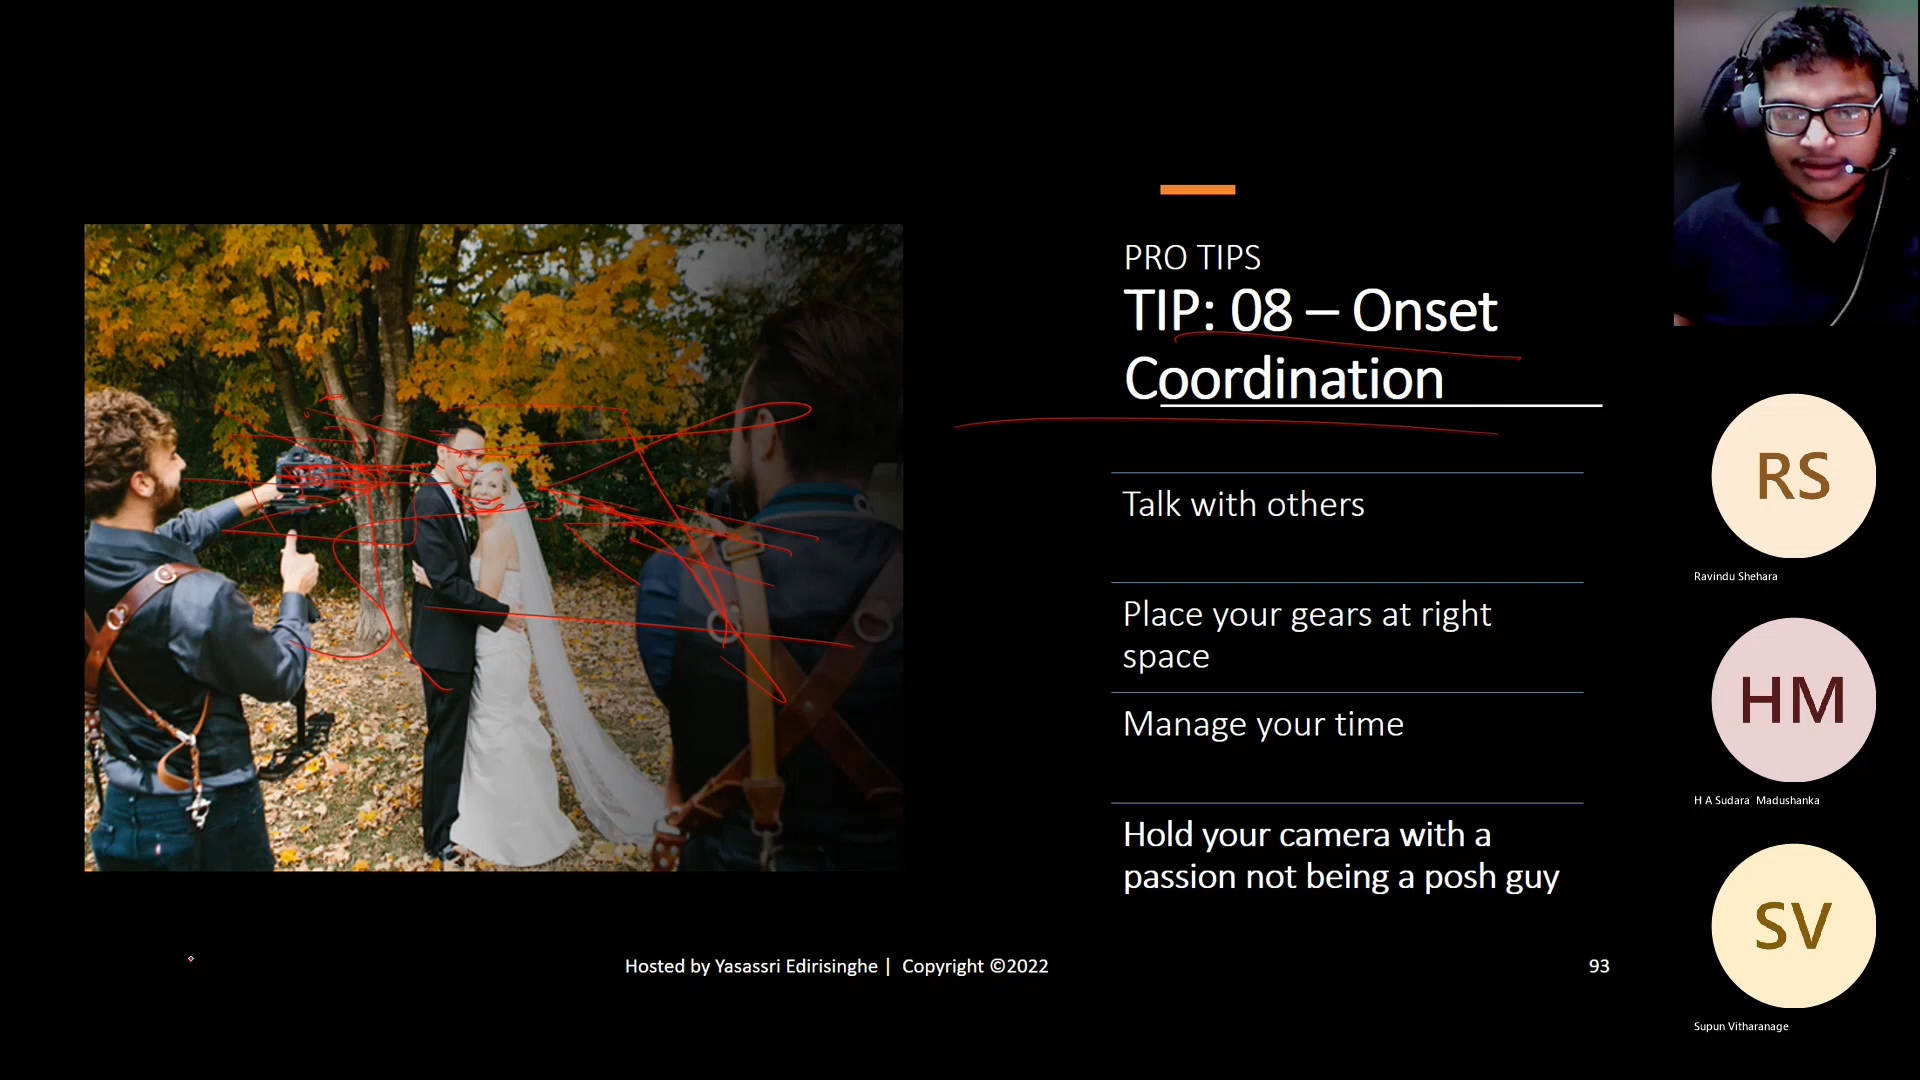 PRO TIPS
TIP: 08 – Onset
Coordination
Talk with others
Place your gears at right
space
Manage your time
Hold your camera with a
passion not being a posh guy
Hosted by Yasassri Edirisinghe | Copyright ©2022
93
RS
Ravindu Shehara
HM
H A Sudara Madushanka
SV
Supun Vitharanage